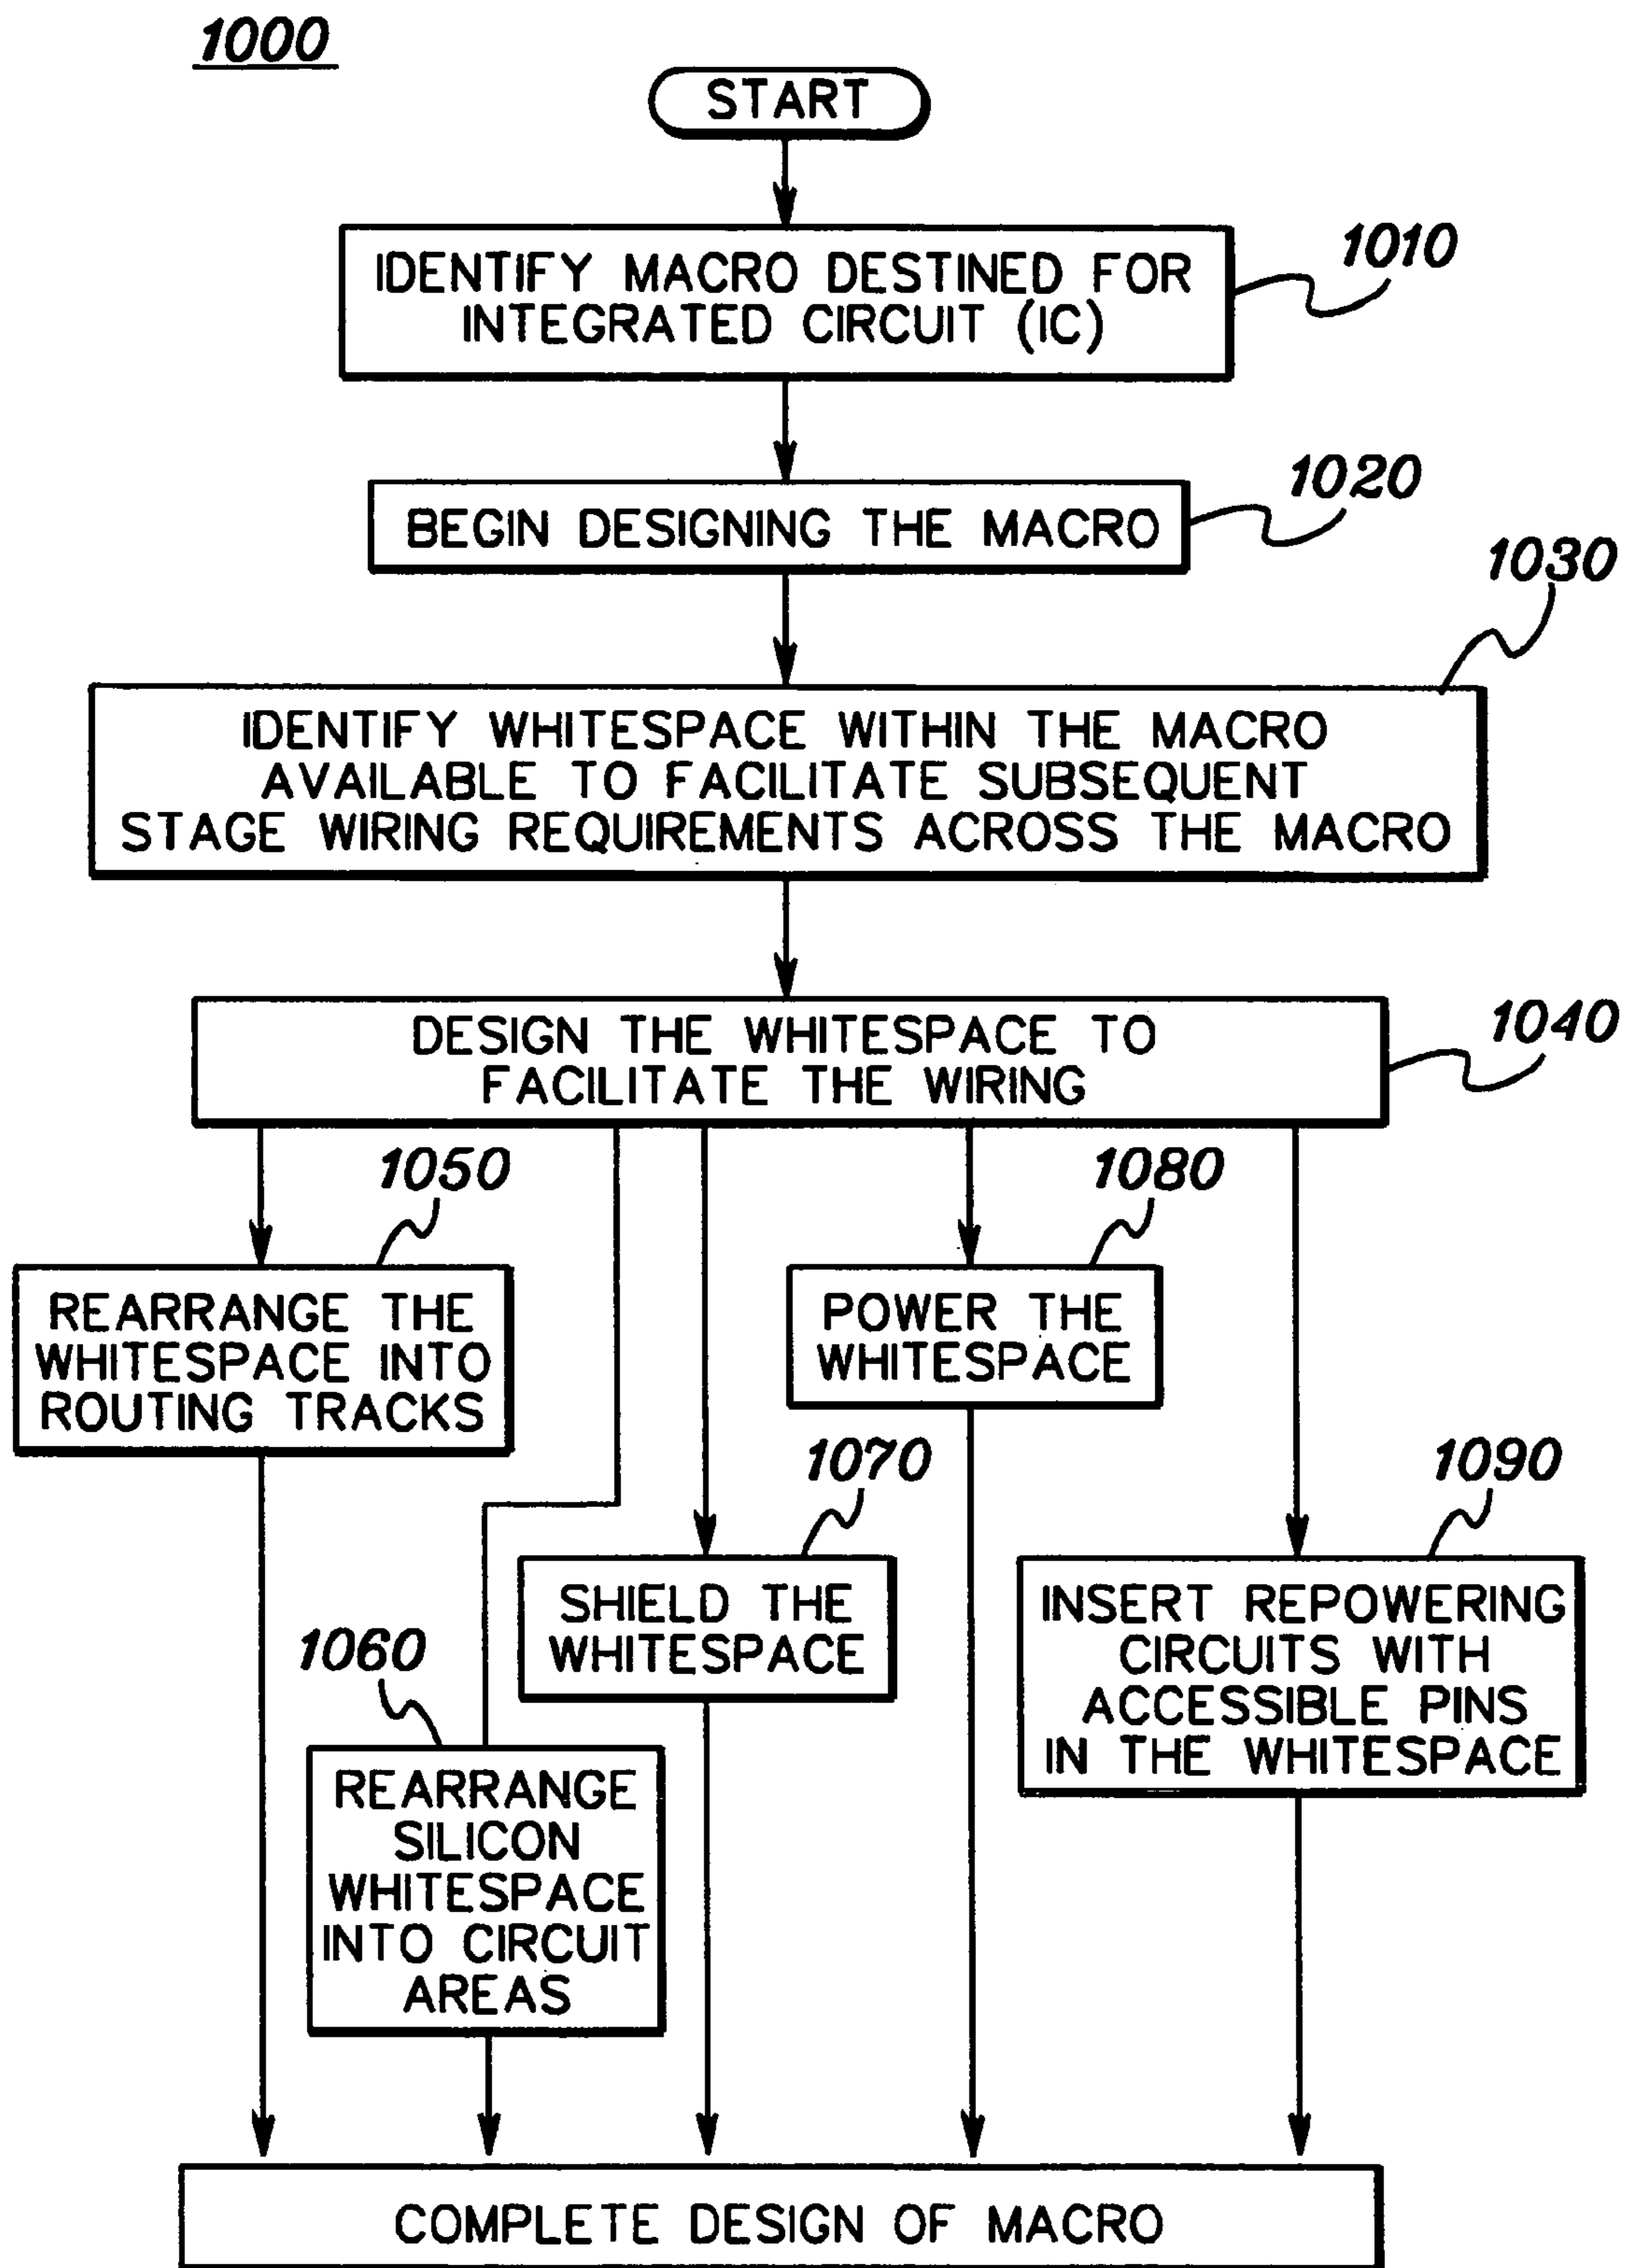 1000
START
IDENTIFY MACRO DESTINED FOR
INTEGRATED CIRCUIT (IC)
1010
BEGIN DESIGNING THE MACRO
1020
1030
IDENTIFY WHITESPACE WITHIN THE MACRO
AVAILABLE TO FACILITATE SUBSEQUENT
STAGE WIRING REQUIREMENTS ACROSS THE MACRO
DESIGN THE WHITESPACE TO
FACILITATE THE WIRING
1040
1050
REARRANGE THE
WHITESPACE INTO
ROUTING TRACKS
1080
POWER THE
WHITESPACE
1070
SHIELD THE
WHITESPACE
1090
INSERT REPOWERING
CIRCUITS WITH
ACCESSIBLE PINS
IN THE WHITESPACE
1060
REARRANGE
SILICON
WHITESPACE
INTO CIRCUIT
AREAS
COMPLETE DESIGN OF MACRO